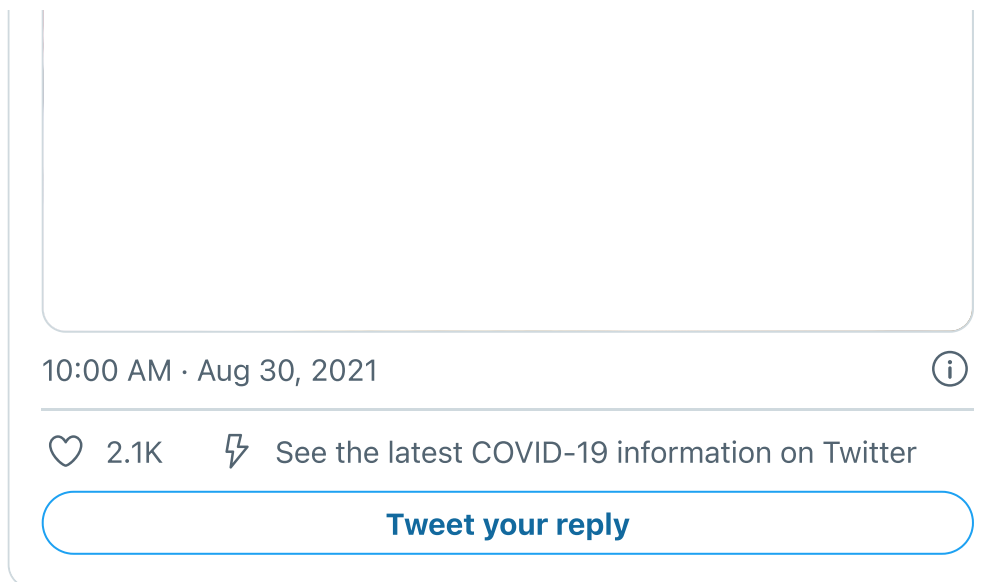 10:00 AM · Aug 30, 2021
2.1K See the latest COVID-19 information on Twitter
Tweet your reply